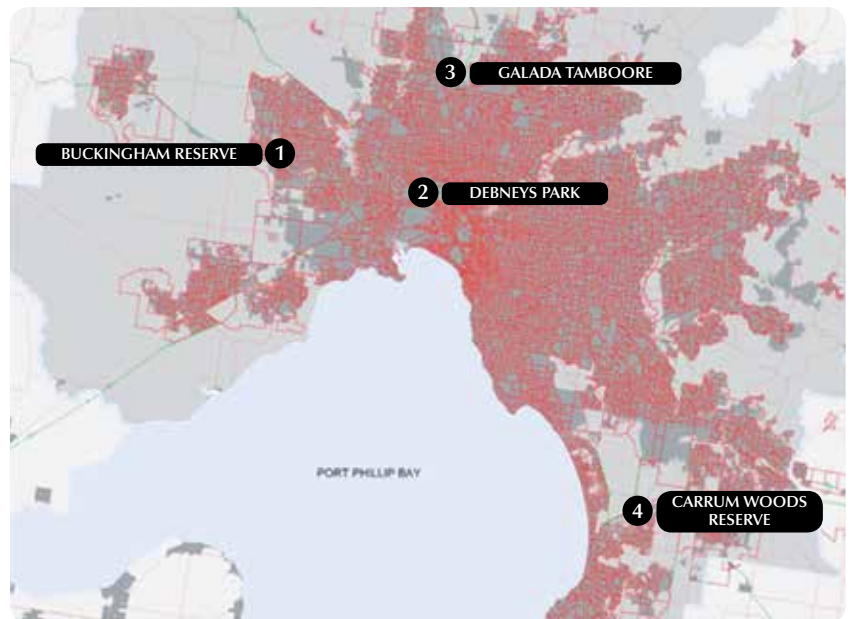 3 GALADA TAMBOORE
BUCKINGHAM RESERVE 1
2 DEBNEYS PARK
PORT PHILLIP BAY
4 CARRUM WOODS
RESERVE